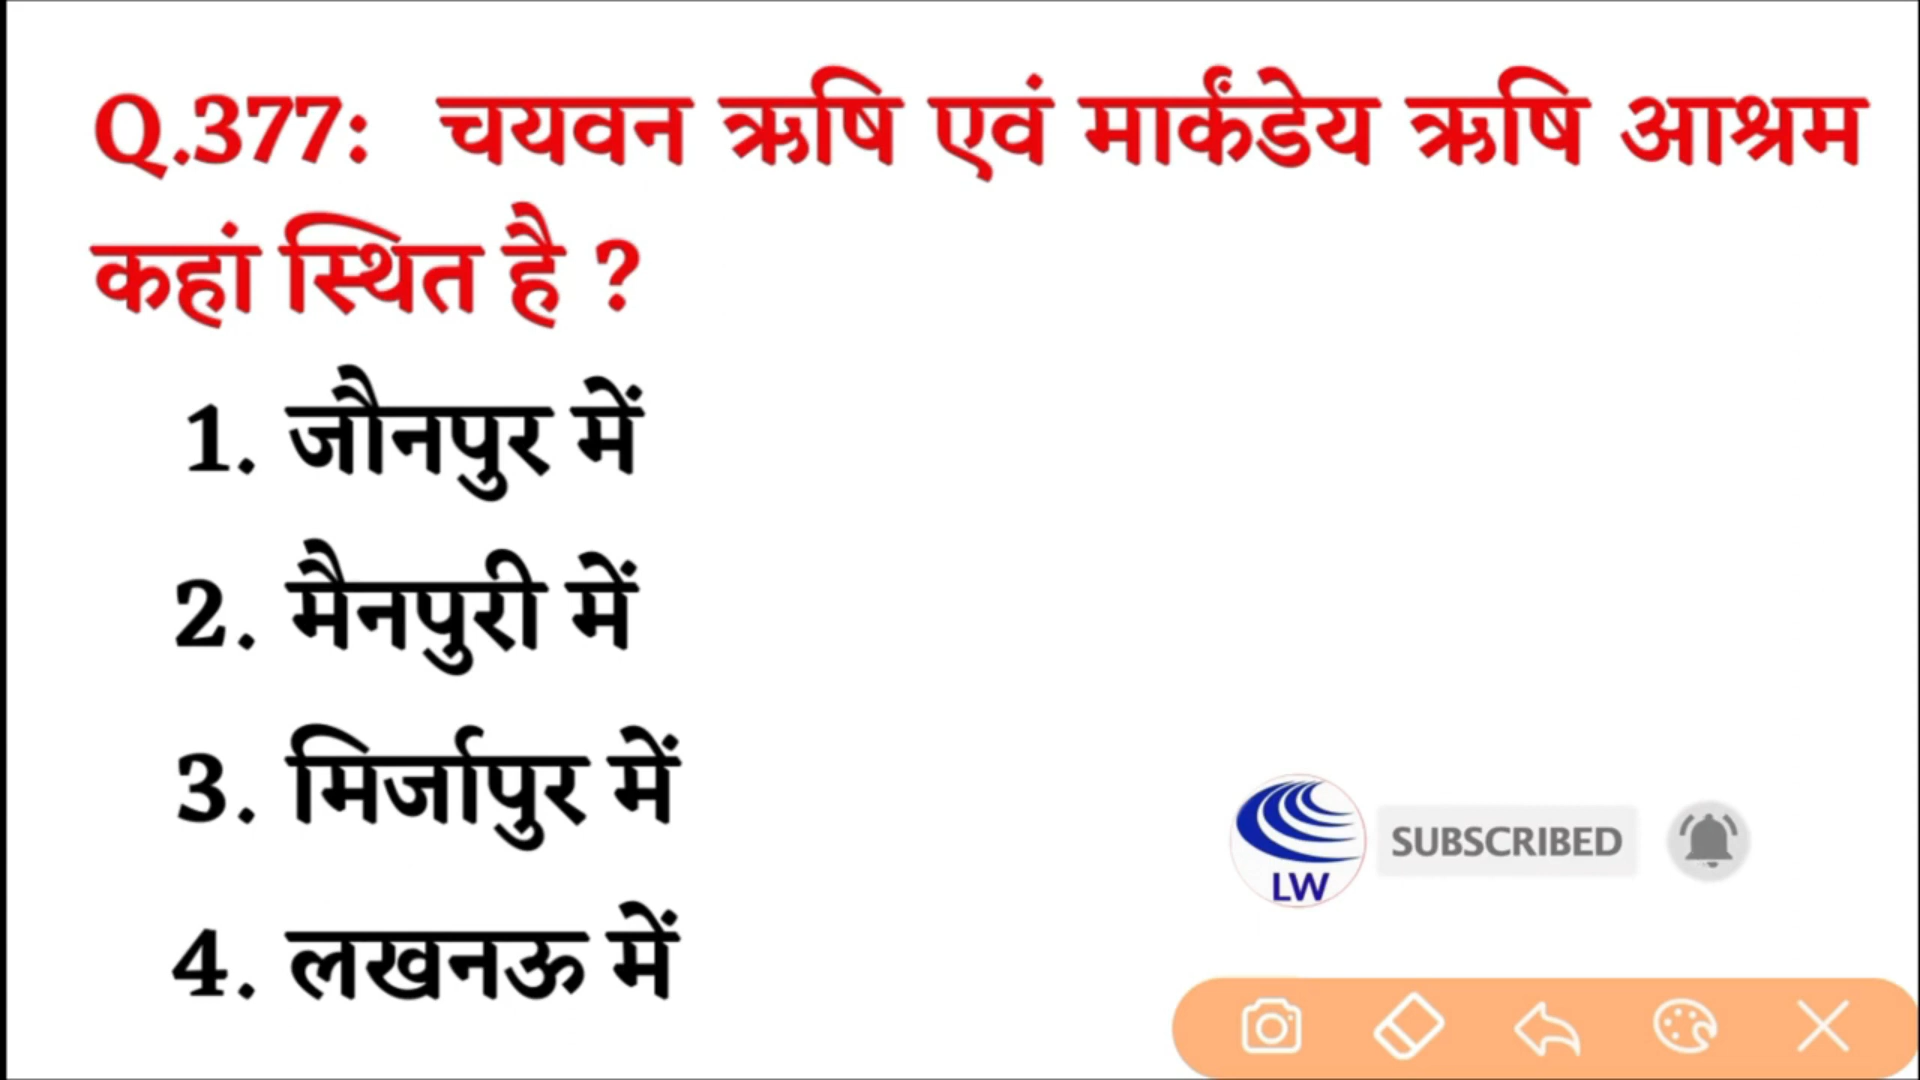 Q.377: चयवन ऋषि एवं मार्कंडेय ऋषि आश्रम
कहां स्थित है ?
1. जौनपुर में
2. मैनपुरी में
3. मिर्जापुर में
4. लखनऊ में
SUBSCRIBED
LW